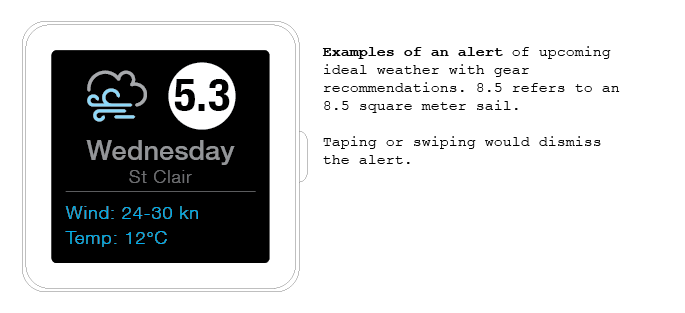 5.3
Wednesday
St Clair
Wind: 24-30 kn
Temp: 12°C
Examples of an alert of upcoming
ideal weather with gear
recommendations. 8.5 refers to an
8.5 square meter sail.
Taping or swiping would dismiss
the alert.